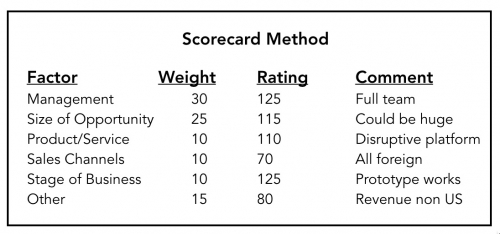 Scorecard Method
Factor Weight Rating Comment
Management 30 125 Full team
Size of Opportunity 25 115 Could be huge
Product/Service 10 110 Disruptive platform
Sales Channels 10 70 All foreign
Stage of Business 10 125 Prototype works
Other 15 80 Revenue non US